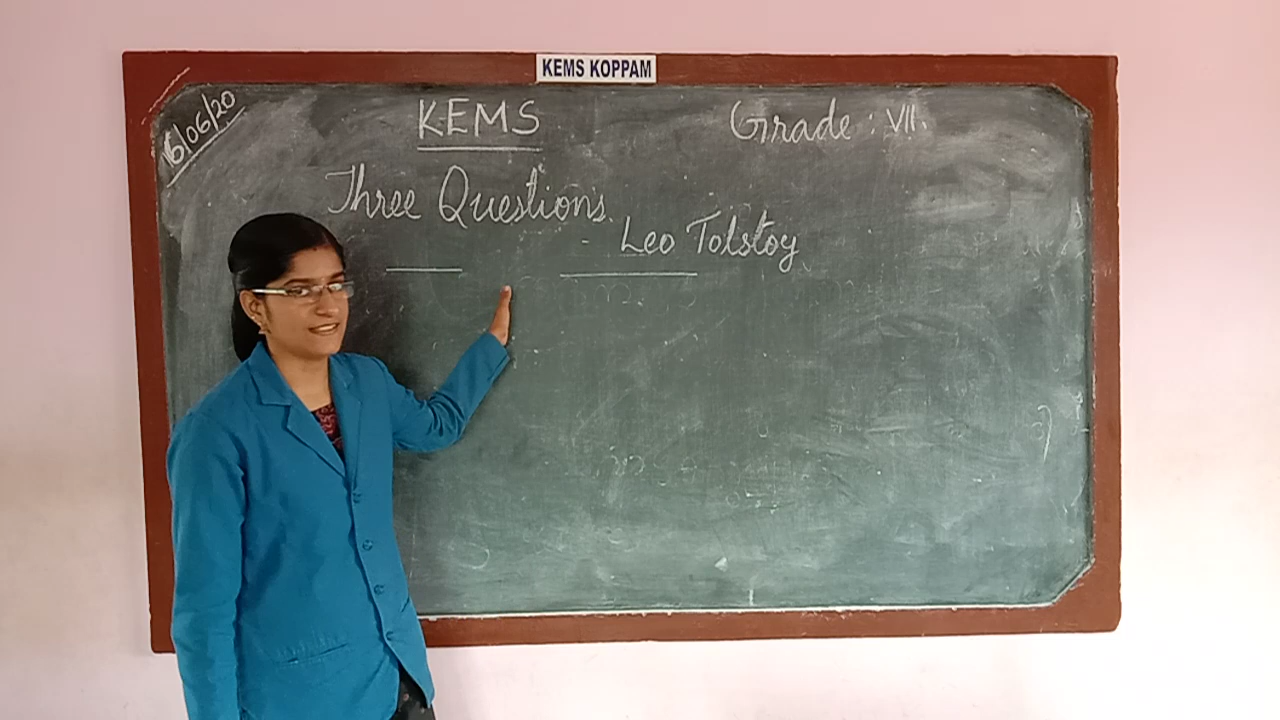 KEMS KOPPAM
16/06/20
KEMS
Grade : VII.
Three Questions.
- Leo Tolstoy